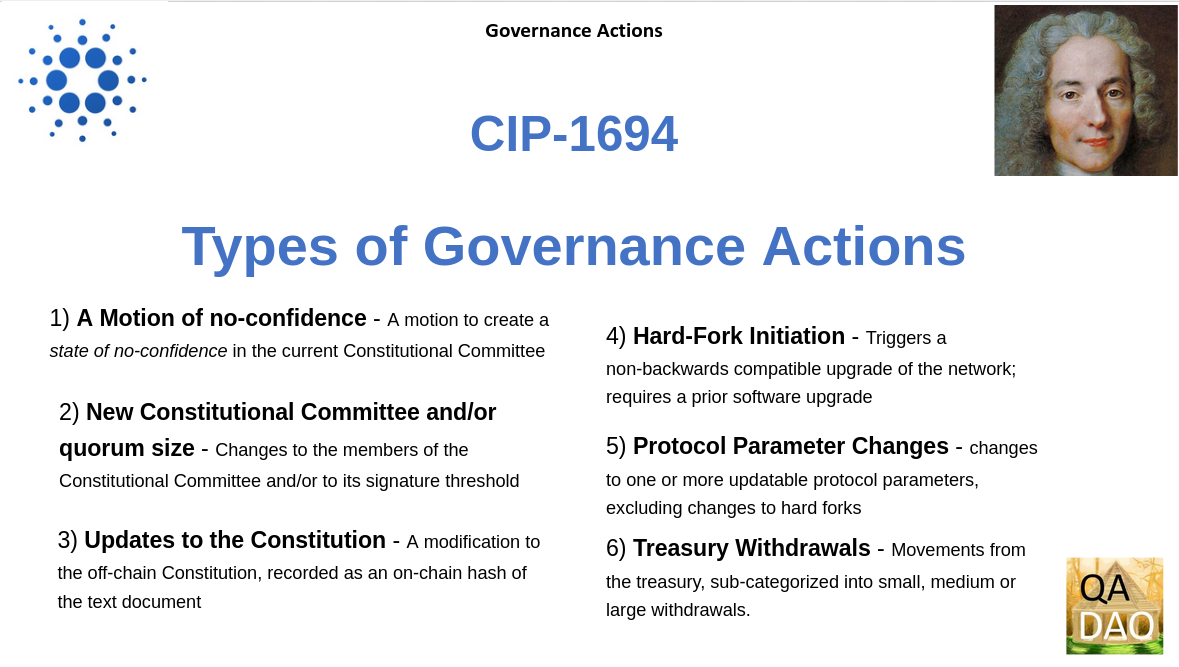 Governance Actions
CIP-1694
Types of Governance Actions
1) A Motion of no-confidence - A motion to create a
state of no-confidence in the current Constitutional Committee
2) New Constitutional Committee and/or
quorum size - Changes to the members of the
Constitutional Committee and/or to its signature threshold
3) Updates to the Constitution - A modification to
the off-chain Constitution, recorded as an on-chain hash of
the text document
4) Hard-Fork Initiation - Triggers a
non-backwards compatible upgrade of the network;
requires a prior software upgrade
5) Protocol Parameter Changes - changes
to one or more updatable protocol parameters,
excluding changes to hard forks
6) Treasury Withdrawals - Movements from
the treasury, sub-categorized into small, medium or
large withdrawals.
QA
DAO